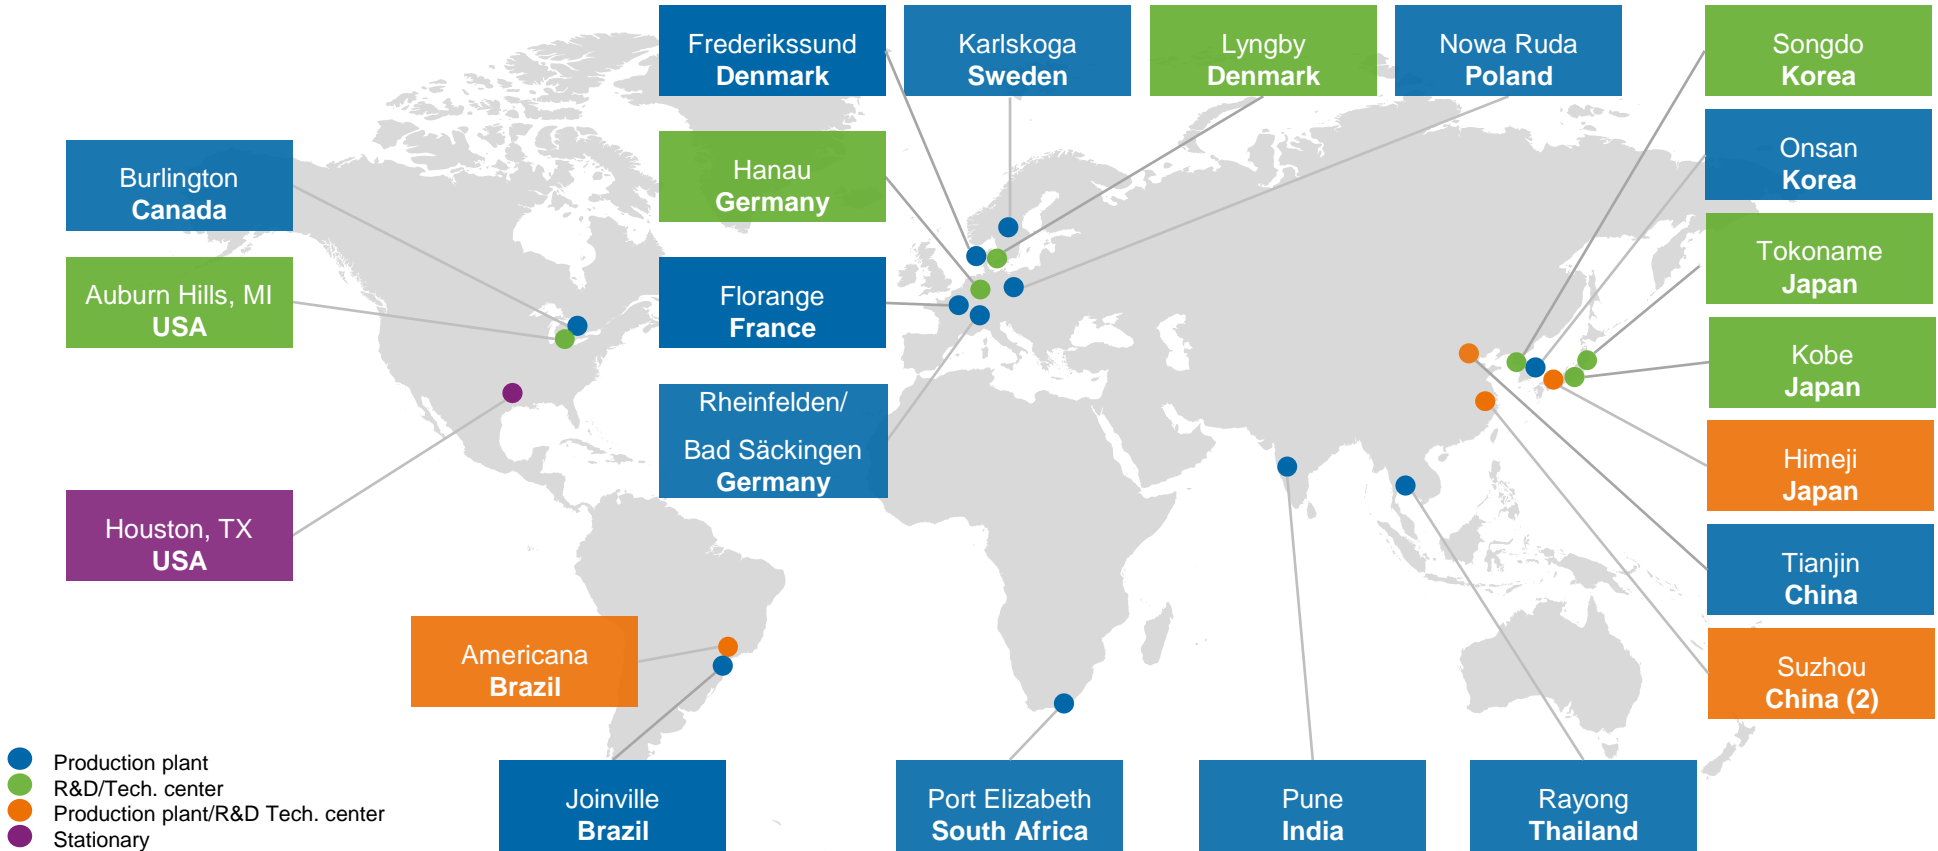 Frederikssund
Denmark
Karlskoga
Sweden
Lyngby
Denmark
Nowa Ruda
Poland
Songdo
Korea
Burlington
Canada
Hanau
Germany
Onsan
Korea
Auburn Hills, MI
USA
Florange
France
Tokoname
Japan
Kobe
Japan
Rheinfelden/
Bad Säckingen
Germany
Himeji
Japan
Houston, TX
USA
Tianjin
China
Americana
Brazil
Suzhou
China (2)
Joinville
Brazil
Port Elizabeth
South Africa
Pune
India
Rayong
Thailand
Production plant
R&D/Tech. center
Production plant/R&D Tech. center
Stationary